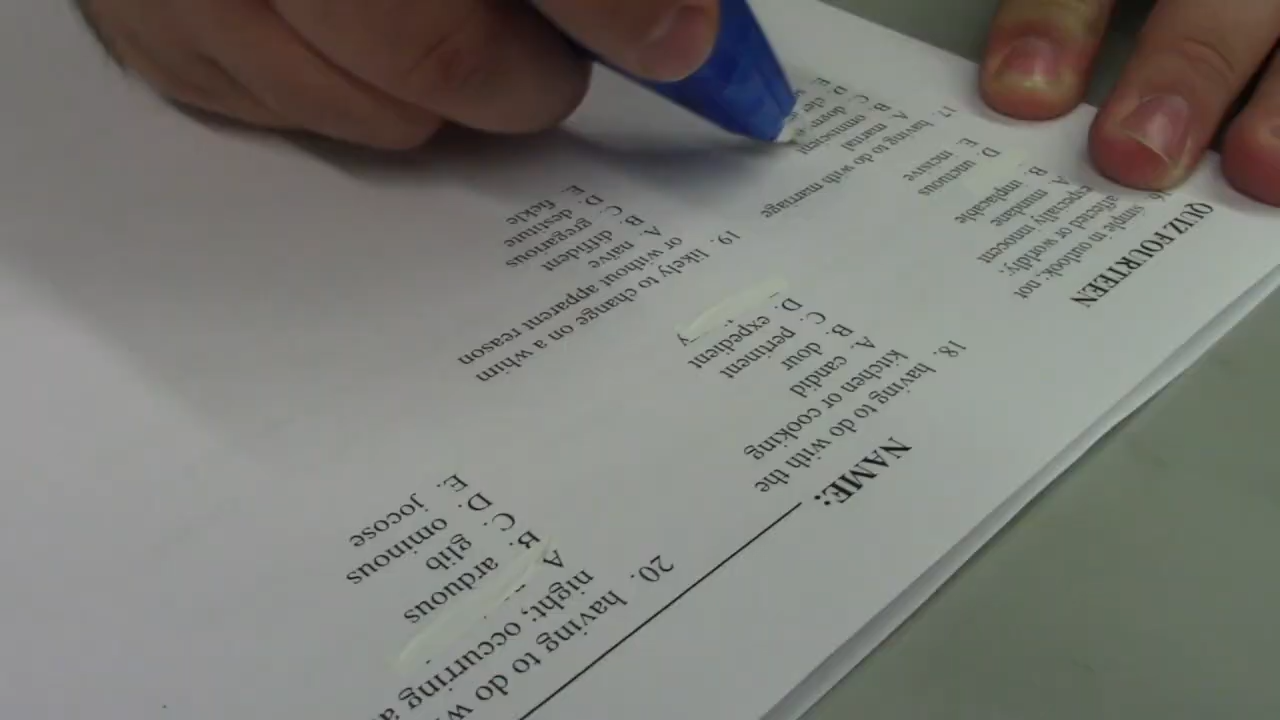 QUIZ FOURTEEN
NAME:
16. simple in outlook; not
affected or worldly;
especially innocent
A. mundane
B. implacable
D. unctuous
E. incisive
17. having to do with marriage
A. marital
B. omniscient
C.
D.
E.
18. having to do with the
kitchen or cooking
A. candid
B. dour
C. pertinent
D. expedient
19. likely to change on a whim
or without apparent reason
A. naive
B. diffident
C. gregarious
D. destitute
E. fickle
20. having to do
night; occurring
A
B. arduous
C. glib
D. ominous
E. jocose